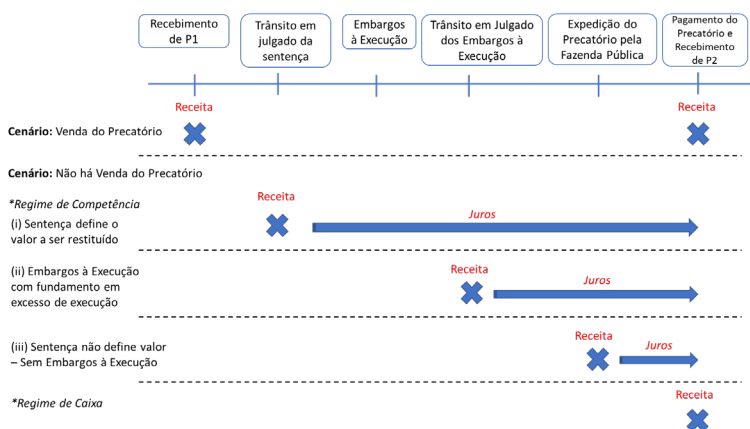 Recebimento
de P1
Trânsito em
julgado da
sentença
Embargos
à Execução
Trânsito em Julgado
dos Embargos à
Execução
Expedição do
Precatório pela
Fazenda Pública
Pagamento do
Precatório e
Recebimento
de P2
Receita
Receita
Cenário: Venda do Precatório
Cenário: Não há Venda do Precatório
*Regime de Competência
Receita
Juros
(i) Sentença define o
valor a ser restituído
Receita
(ii) Embargos à Execução
com fundamento em
excesso de execução
Juros
Receita
(iii) Sentença não define valor
– Sem Embargos à Execução
Juros
Receita
*Regime de Caixa